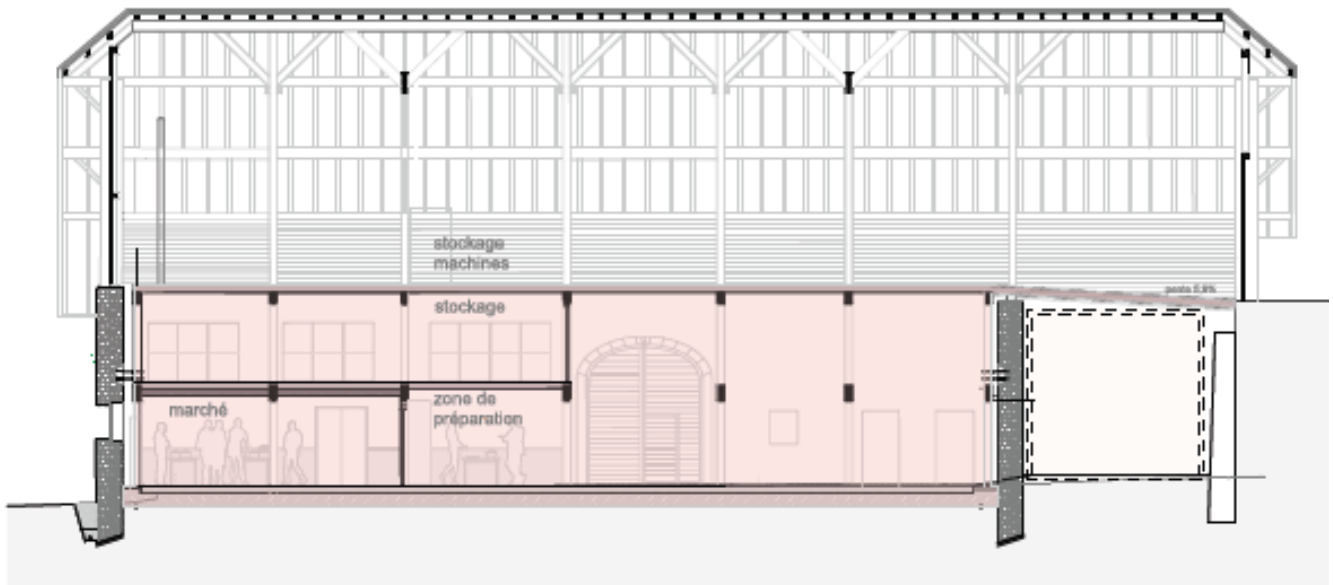 stockage
machines
stockage
pente 5,9%
marché
zone de
préparation